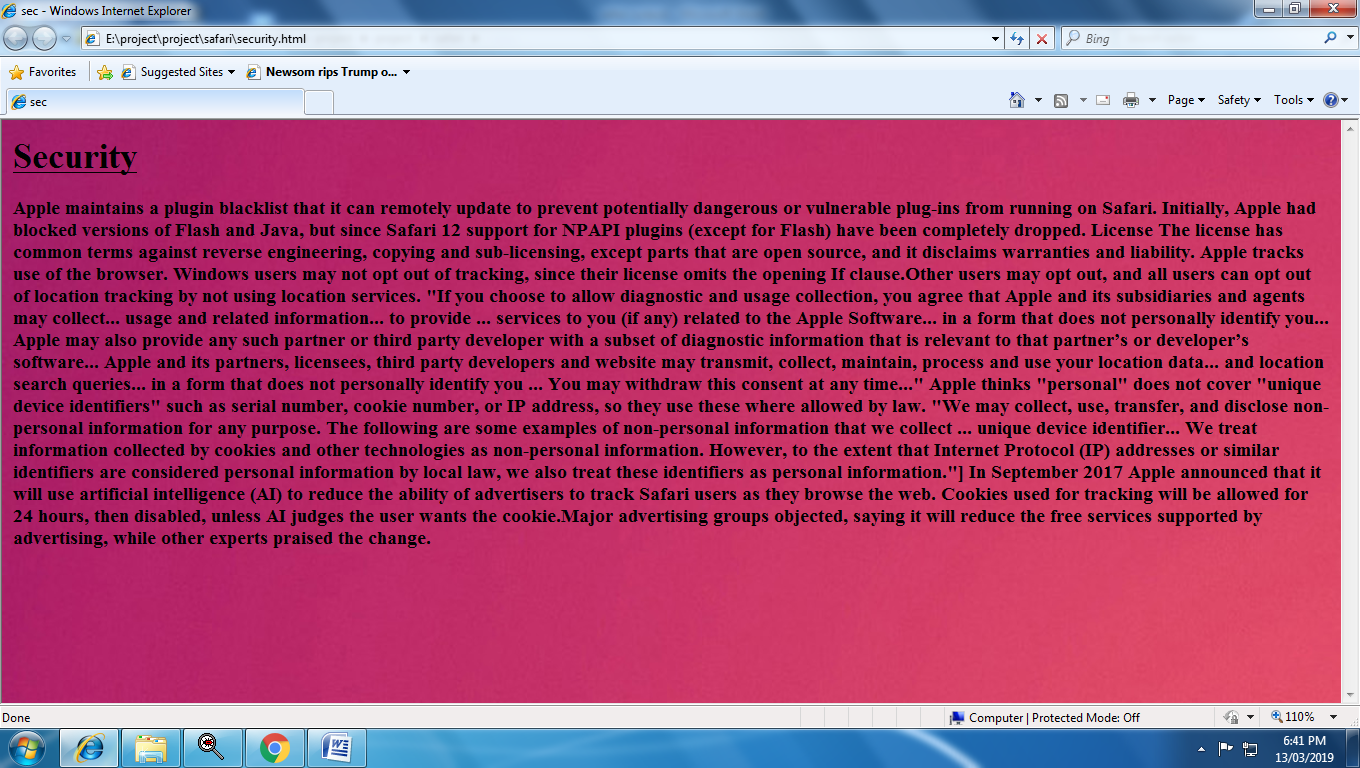 sec - Windows Internet Explorer
E:\project\project\safari\security.html
Bing
Favorites
Suggested Sites
Newsom rips Trump o...
sec
Page
Safety
Tools
Security
Apple maintains a plugin blacklist that it can remotely update to prevent potentially dangerous or vulnerable plug-ins from running on Safari. Initially, Apple had
blocked versions of Flash and Java, but since Safari 12 support for NPAPI plugins (except for Flash) have been completely dropped. License The license has
common terms against reverse engineering, copying and sub-licensing, except parts that are open source, and it disclaims warranties and liability. Apple tracks
use of the browser. Windows users may not opt out of tracking, since their license omits the opening If clause.Other users may opt out, and all users can opt out
of location tracking by not using location services. "If you choose to allow diagnostic and usage collection, you agree that Apple and its subsidiaries and agents
may collect... usage and related information... to provide ... services to you (if any) related to the Apple Software... in a form that does not personally identify you...
Apple may also provide any such partner or third party developer with a subset of diagnostic information that is relevant to that partner’s or developer’s
software... Apple and its partners, licensees, third party developers and website may transmit, collect, maintain, process and use your location data... and location
search queries... in a form that does not personally identify you ... You may withdraw this consent at any time..." Apple thinks "personal" does not cover "unique
device identifiers" such as serial number, cookie number, or IP address, so they use these where allowed by law. "We may collect, use, transfer, and disclose non-
personal information for any purpose. The following are some examples of non-personal information that we collect ... unique device identifier... We treat
information collected by cookies and other technologies as non-personal information. However, to the extent that Internet Protocol (IP) addresses or similar
identifiers are considered personal information by local law, we also treat these identifiers as personal information."] In September 2017 Apple announced that it
will use artificial intelligence (AI) to reduce the ability of advertisers to track Safari users as they browse the web. Cookies used for tracking will be allowed for
24 hours, then disabled, unless AI judges the user wants the cookie.Major advertising groups objected, saying it will reduce the free services supported by
advertising, while other experts praised the change.
Done
Computer | Protected Mode: Off
110%
6:41 PM
13/03/2019